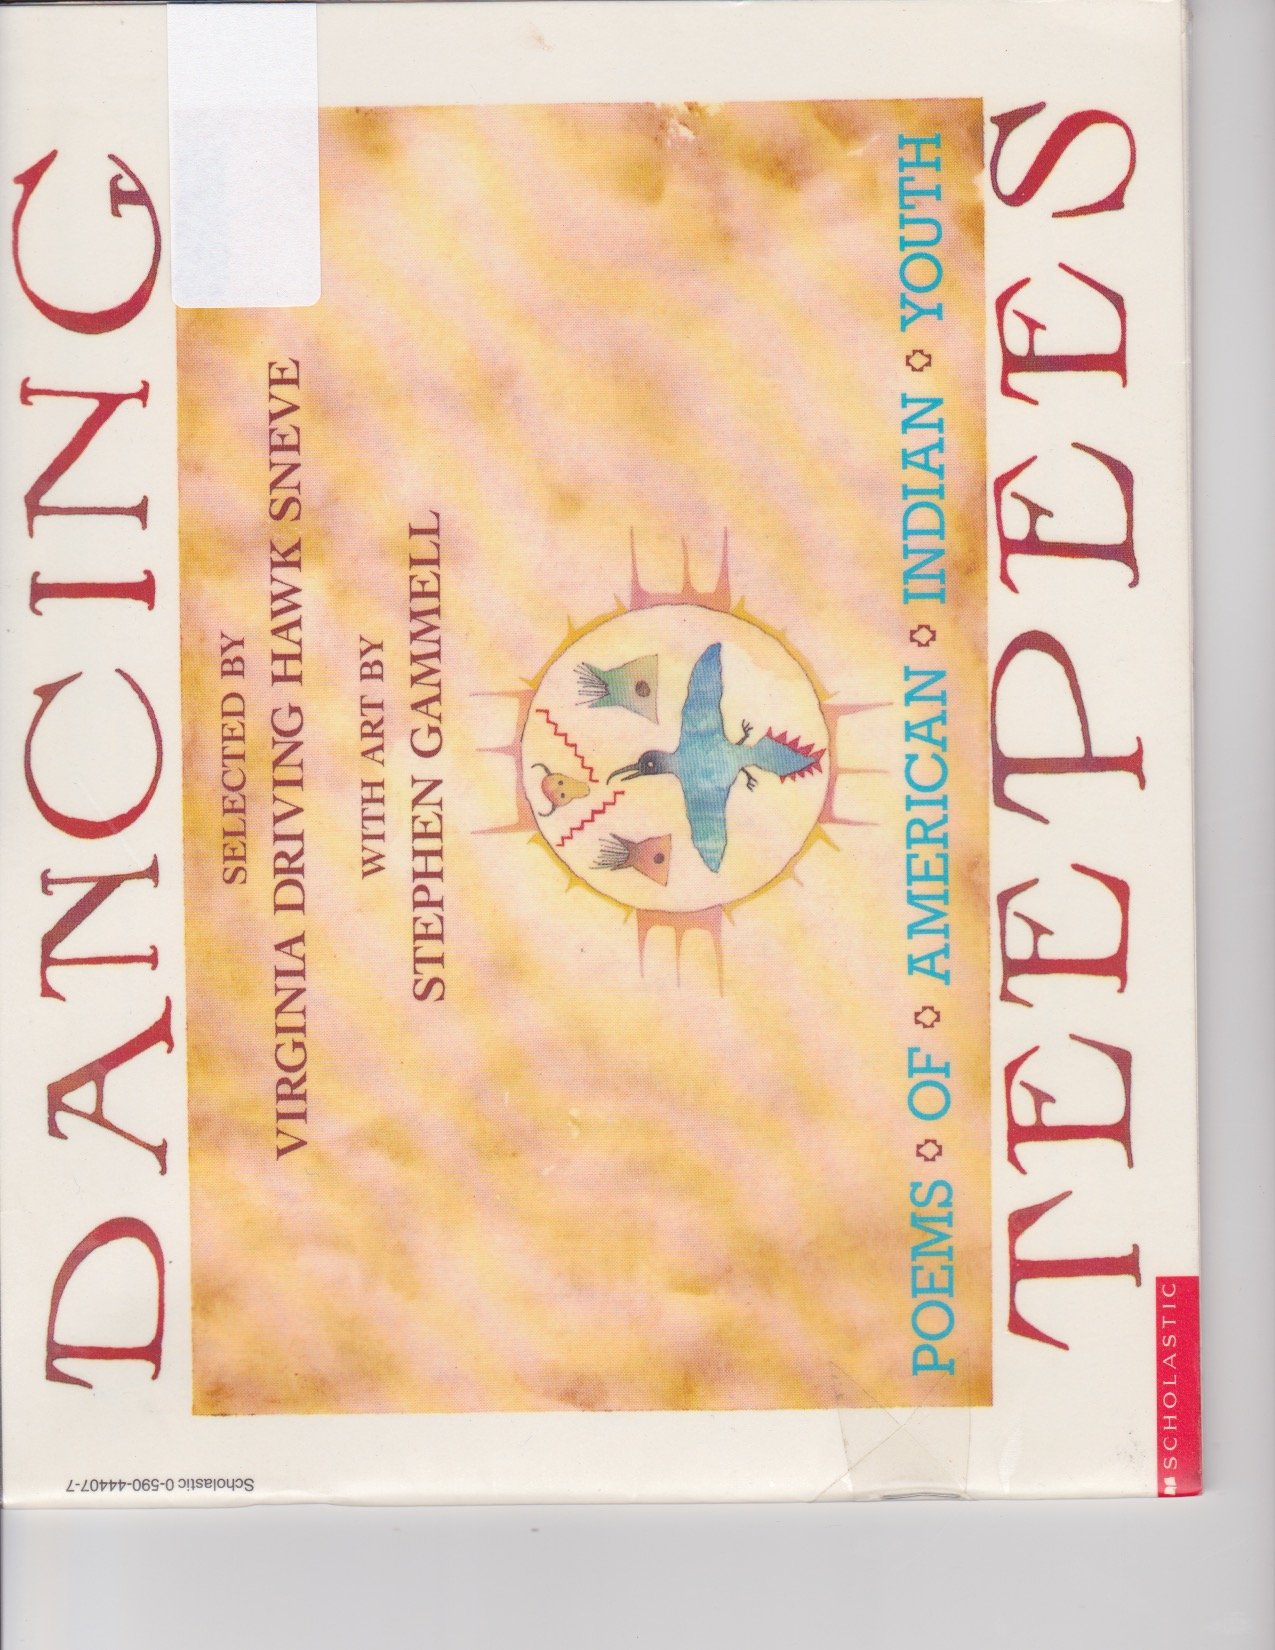 DANCING
SELECTED BY
VIRGINIA DRIVING HAWK SNEVE
WITH ART BY
STEPHEN GAMMELL
POEMS OF AMERICAN INDIAN YOUTH
TEEPEES
SCHOLASTIC
Scholastic 0-590-44407-7